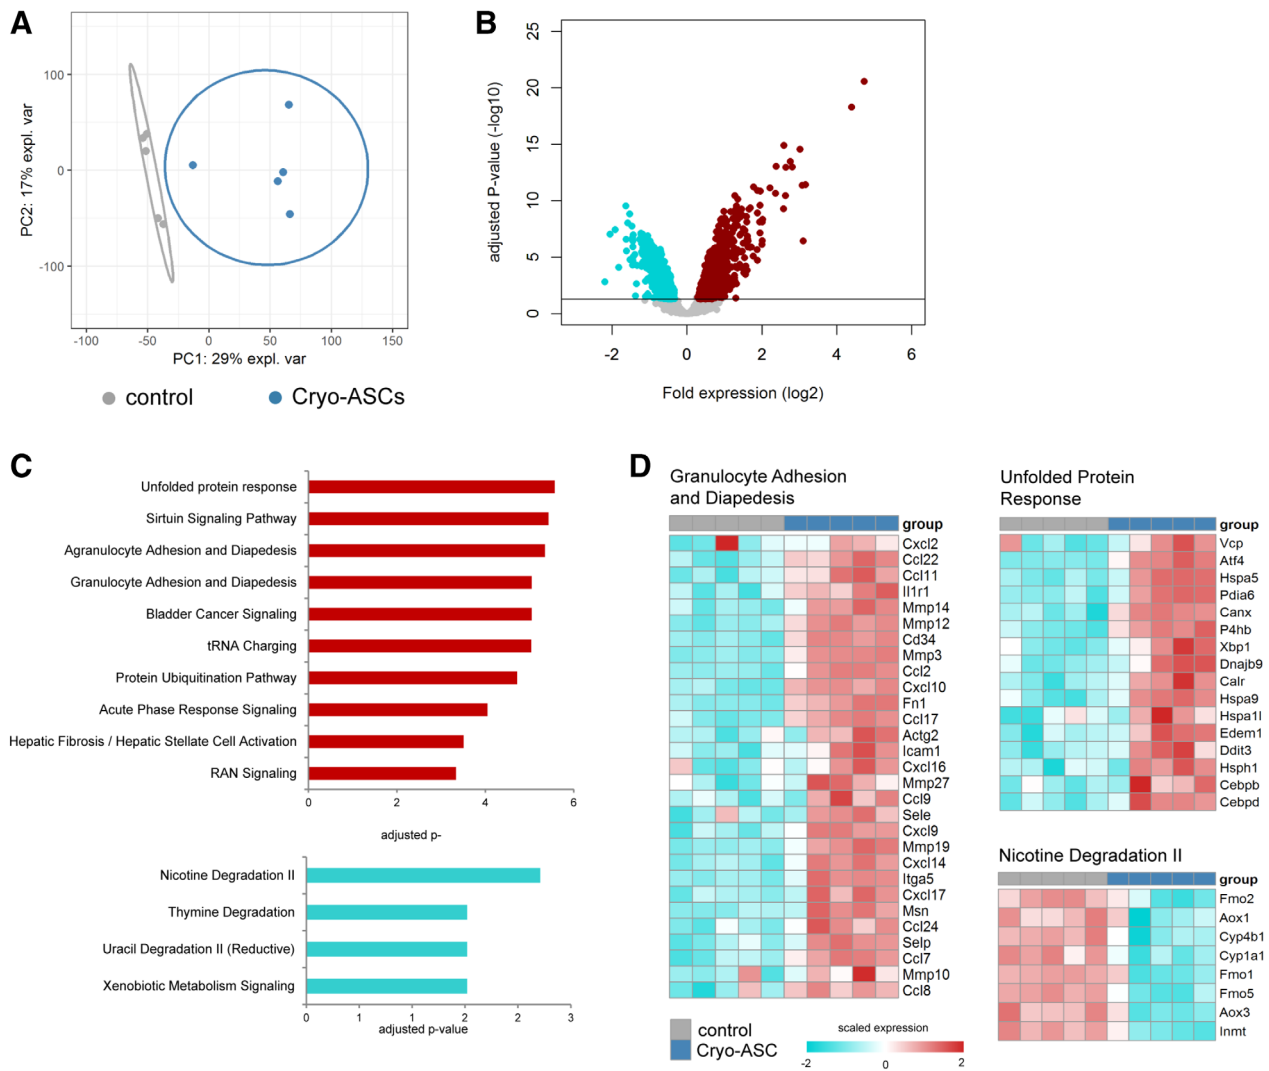 A
PC2: 17% expl. var
100
0
-100
-100
-50
0
50
100
150
PC1: 29% expl. var
control
Cryo-ASCs
B
adjusted P-value (-log10)
25
20
15
10
5
0
-2
0
2
4
6
Fold expression (log2)
C
Unfolded protein response
Sirtuin Signaling Pathway
Agranulocyte Adhesion and Diapedesis
Granulocyte Adhesion and Diapedesis
Bladder Cancer Signaling
tRNA Charging
Protein Ubiquitination Pathway
Acute Phase Response Signaling
Hepatic Fibrosis / Hepatic Stellate Cell Activation
RAN Signaling
0
2
4
6
adjusted p-
Nicotine Degradation II
Thymine Degradation
Uracil Degradation II (Reductive)
Xenobiotic Metabolism Signaling
0
1
1
2
2
3
adjusted p-value
D
Granulocyte Adhesion
and Diapedesis
group
Cxcl2
Ccl22
Ccl11
Il1r1
Mmp14
Mmp12
Cd34
Mmp3
Ccl2
Cxcl10
Fn1
Ccl17
Actg2
Icam1
Cxcl16
Mmp27
Ccl9
Sele
Cxcl9
Mmp19
Cxcl14
Itga5
Cxcl17
Msn
Ccl24
Selp
Ccl7
Mmp10
Ccl8
control
Cryo-ASC
scaled expression
-2
0
2
Unfolded Protein
Response
group
Vcp
Atf4
Hspa5
Pdia6
Canx
P4hb
Xbp1
Dnajb9
Calr
Hspa9
Hspa1l
Edem1
Ddit3
Hsph1
Cebpb
Cebpd
Nicotine Degradation II
group
Fmo2
Aox1
Cyp4b1
Cyp1a1
Fmo1
Fmo5
Aox3
Inmt